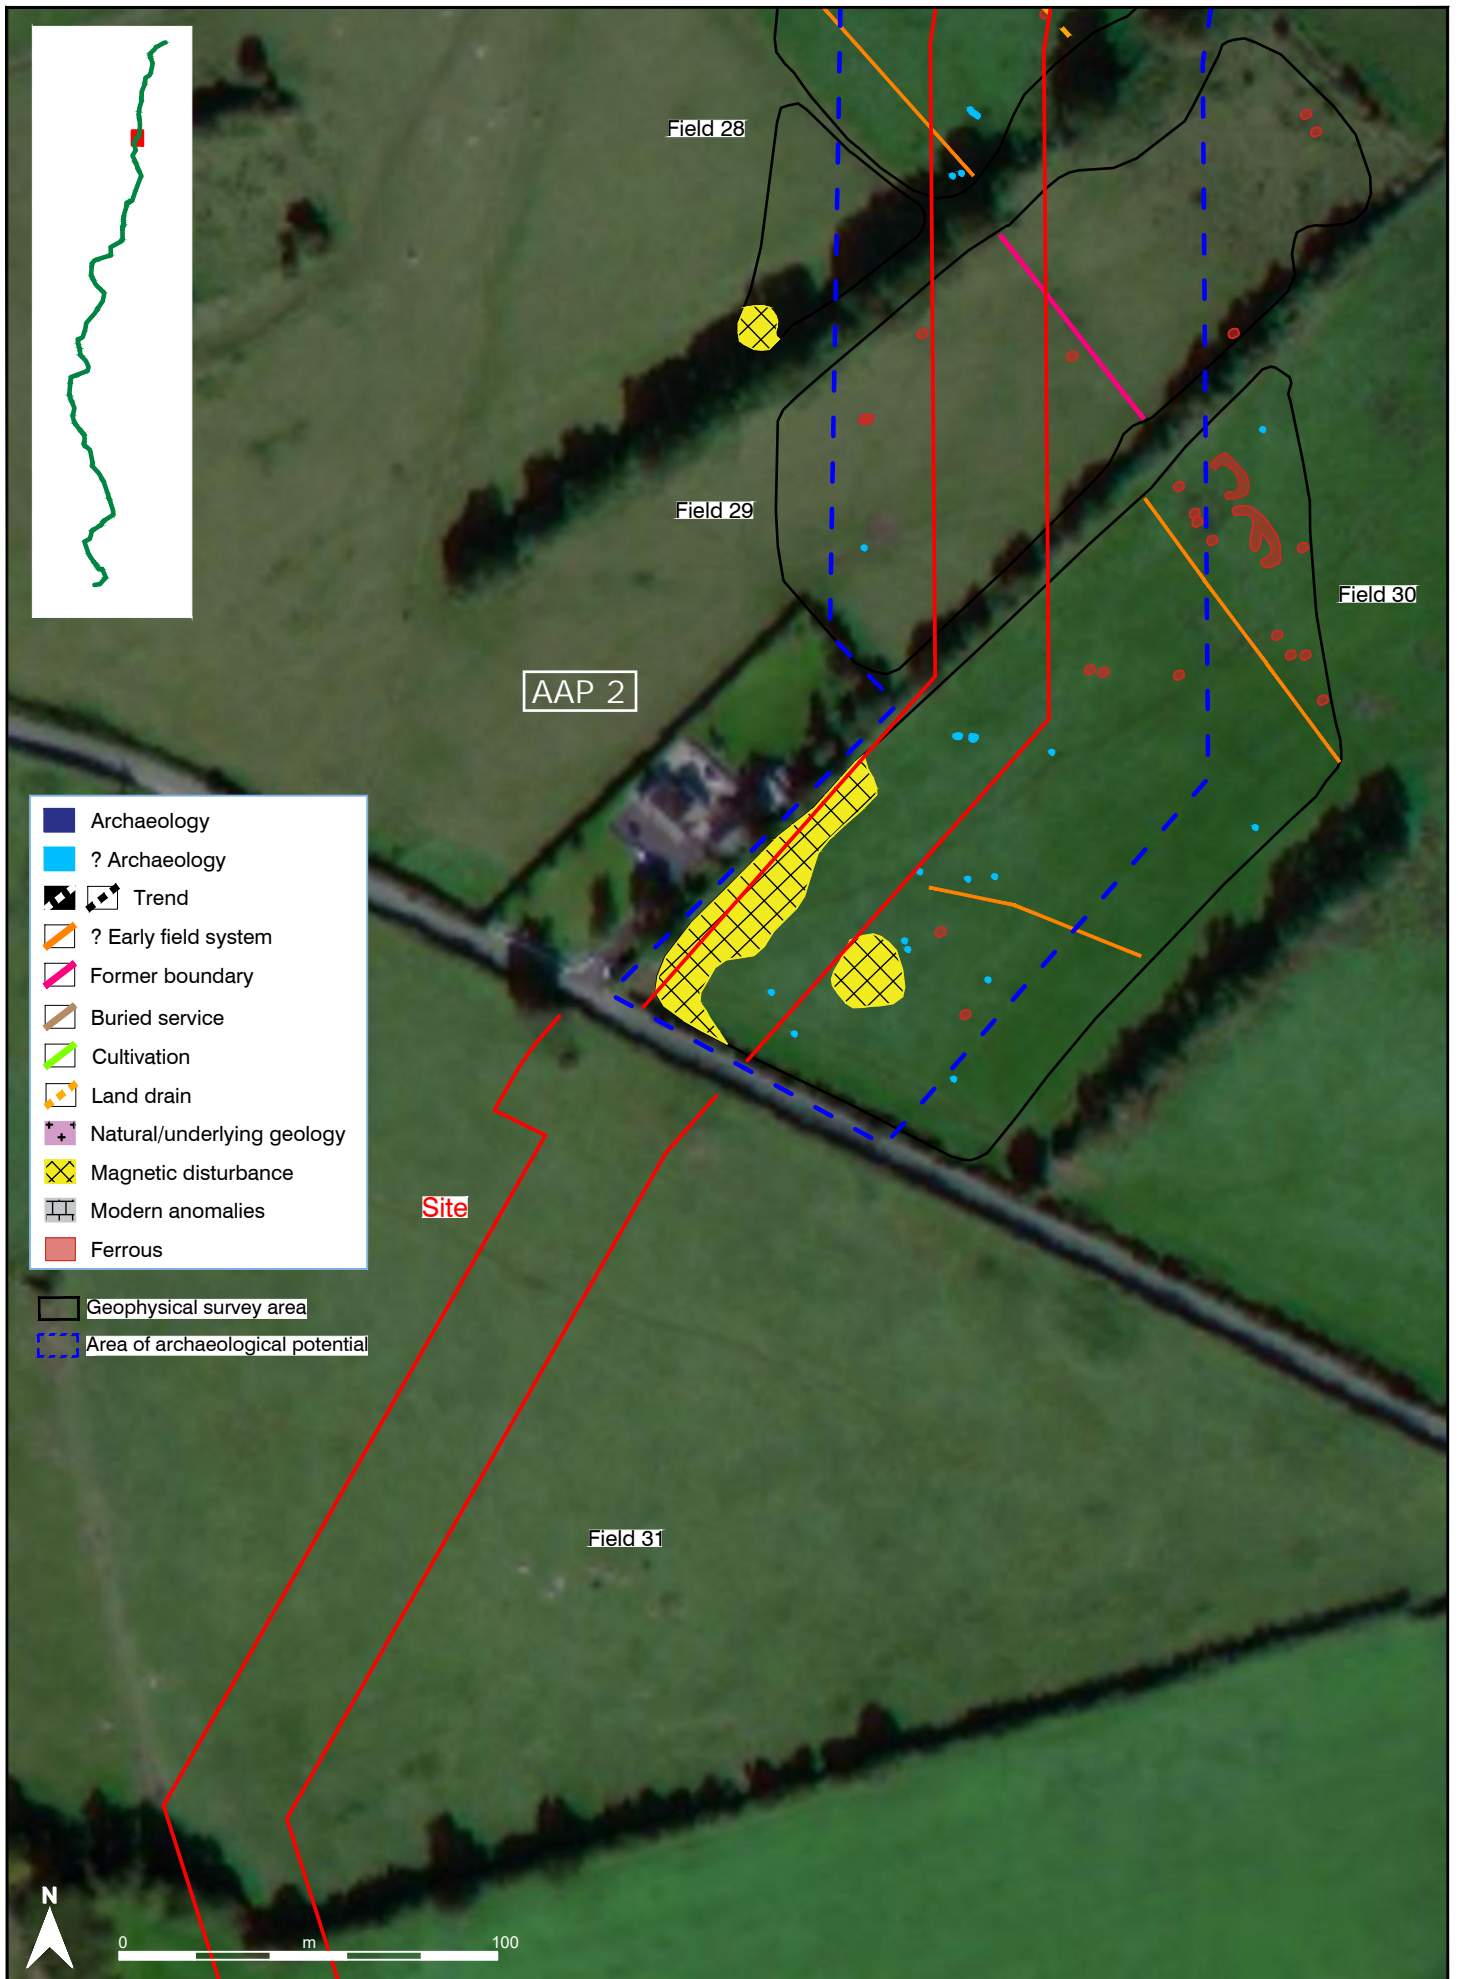 Field 28
Field 29
Field 30
AAP 2
Archaeology
? Archaeology
Trend
? Early field system
Former boundary
Buried service
Cultivation
Land drain
Natural/underlying geology
Magnetic disturbance
Modern anomalies
Ferrous
Geophysical survey area
Area of archaeological potential
Site
Field 31
N
0 m 100